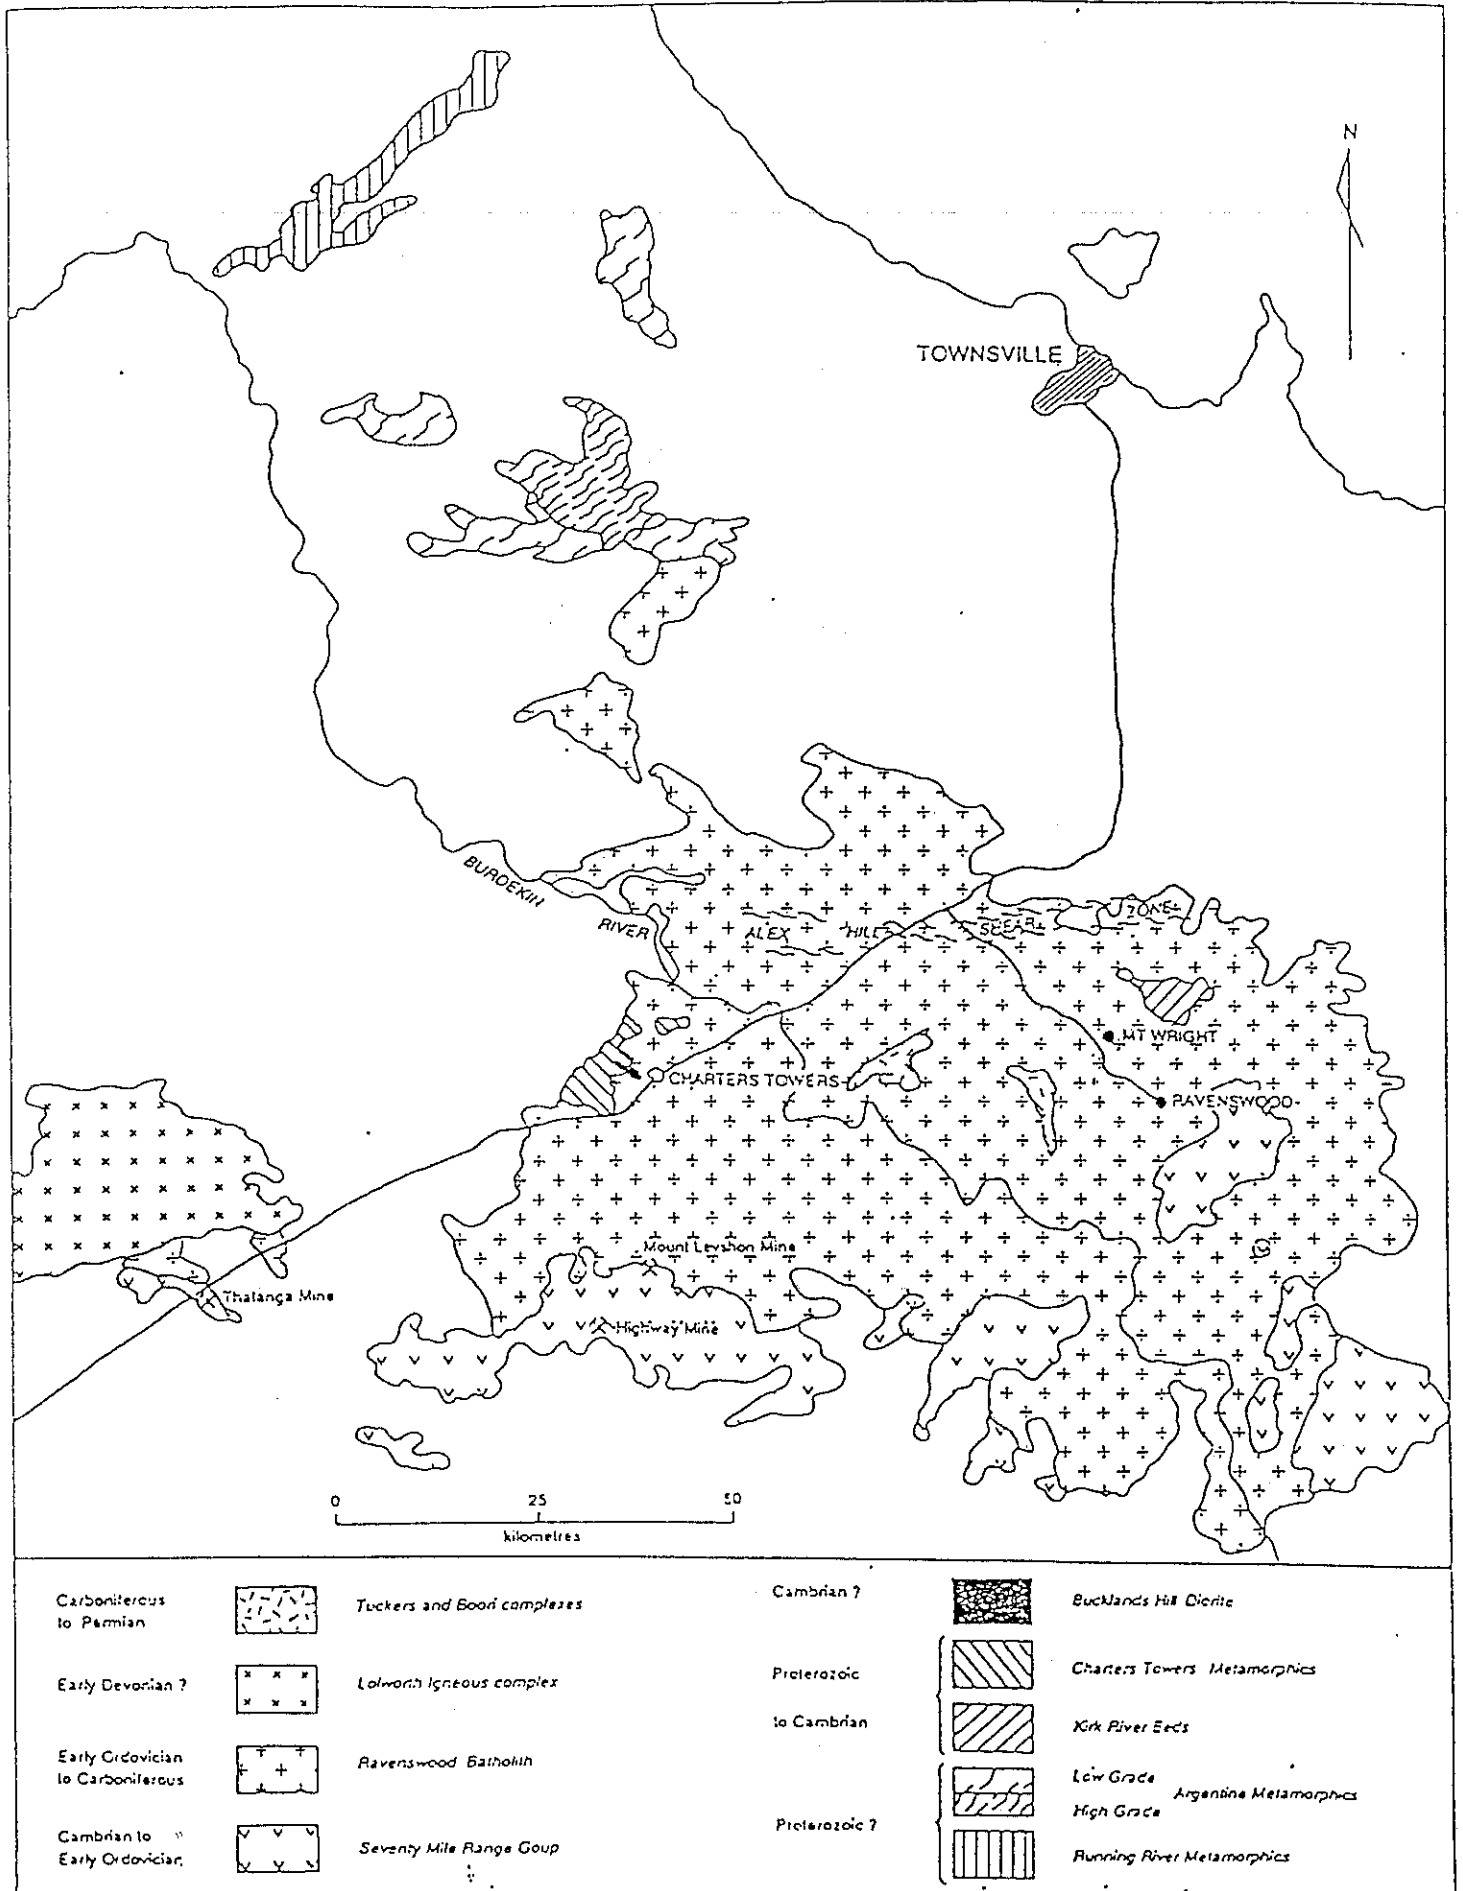 N
TOWNSVILLE
BURDEKIN
RIVER
ALEX HILL SHEAR ZONE
MT WRIGHT
CHARTERS TOWERS
RAVENSWOOD
Mount Leyshon Mine
Thalanga Mine
Highway Mine
0 25 50
kilometres
Carboniferous
to Permian
Tuckers and Boori complexes
Early Devonian ?
Lolworth Igneous complex
Early Ordovician
to Carboniferous
Ravenswood Batholith
Cambrian to
Early Ordovician
Seventy Mile Range Goup
Cambrian ?
Bucklands Hill Diorite
Proterozoic
Charters Towers Metamorphics
to Cambrian
Kirk River Beds
Low Grade
Argentine Metamorphics
High Grade
Proterozoic ?
Running River Metamorphics